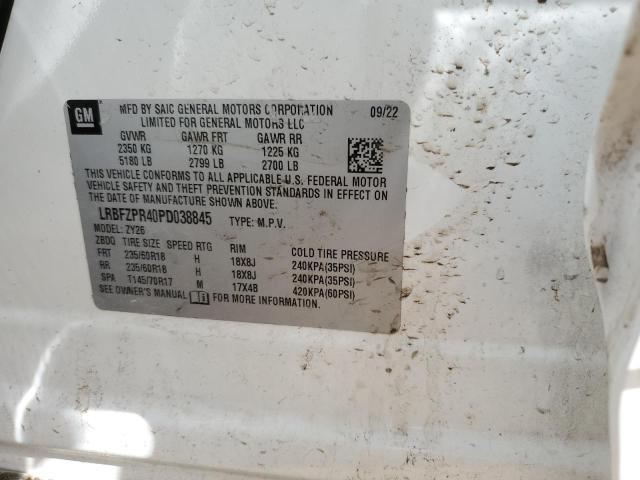 GM
MFD BY SAIC GENERAL MOTORS CORPORATION 09/22
LIMITED FOR GENERAL MOTORS LLC
GVWR GAWR FRT GAWR RR
2350 KG 1270 KG 1225 KG
5180 LB 2799 LB 2700 LB
THIS VEHICLE CONFORMS TO ALL APPLICABLE U.S. FEDERAL MOTOR
VEHICLE SAFETY AND THEFT PREVENTION STANDARDS IN EFFECT ON
THE DATE OF MANUFACTURE SHOWN ABOVE.
LRBFZPR40PD038845 TYPE: M.P.V.
MODEL: ZY26
ZBDQ TIRE SIZE SPEED RTG RIM COLD TIRE PRESSURE
FRT 235/60R18 H 18X8J 240KPA(35PSI)
RR 235/60R18 H 18X8J 240KPA(35PSI)
SPA T145/70R17 M 17X4B 420KPA(60PSI)
SEE OWNER'S MANUAL FOR MORE INFORMATION.